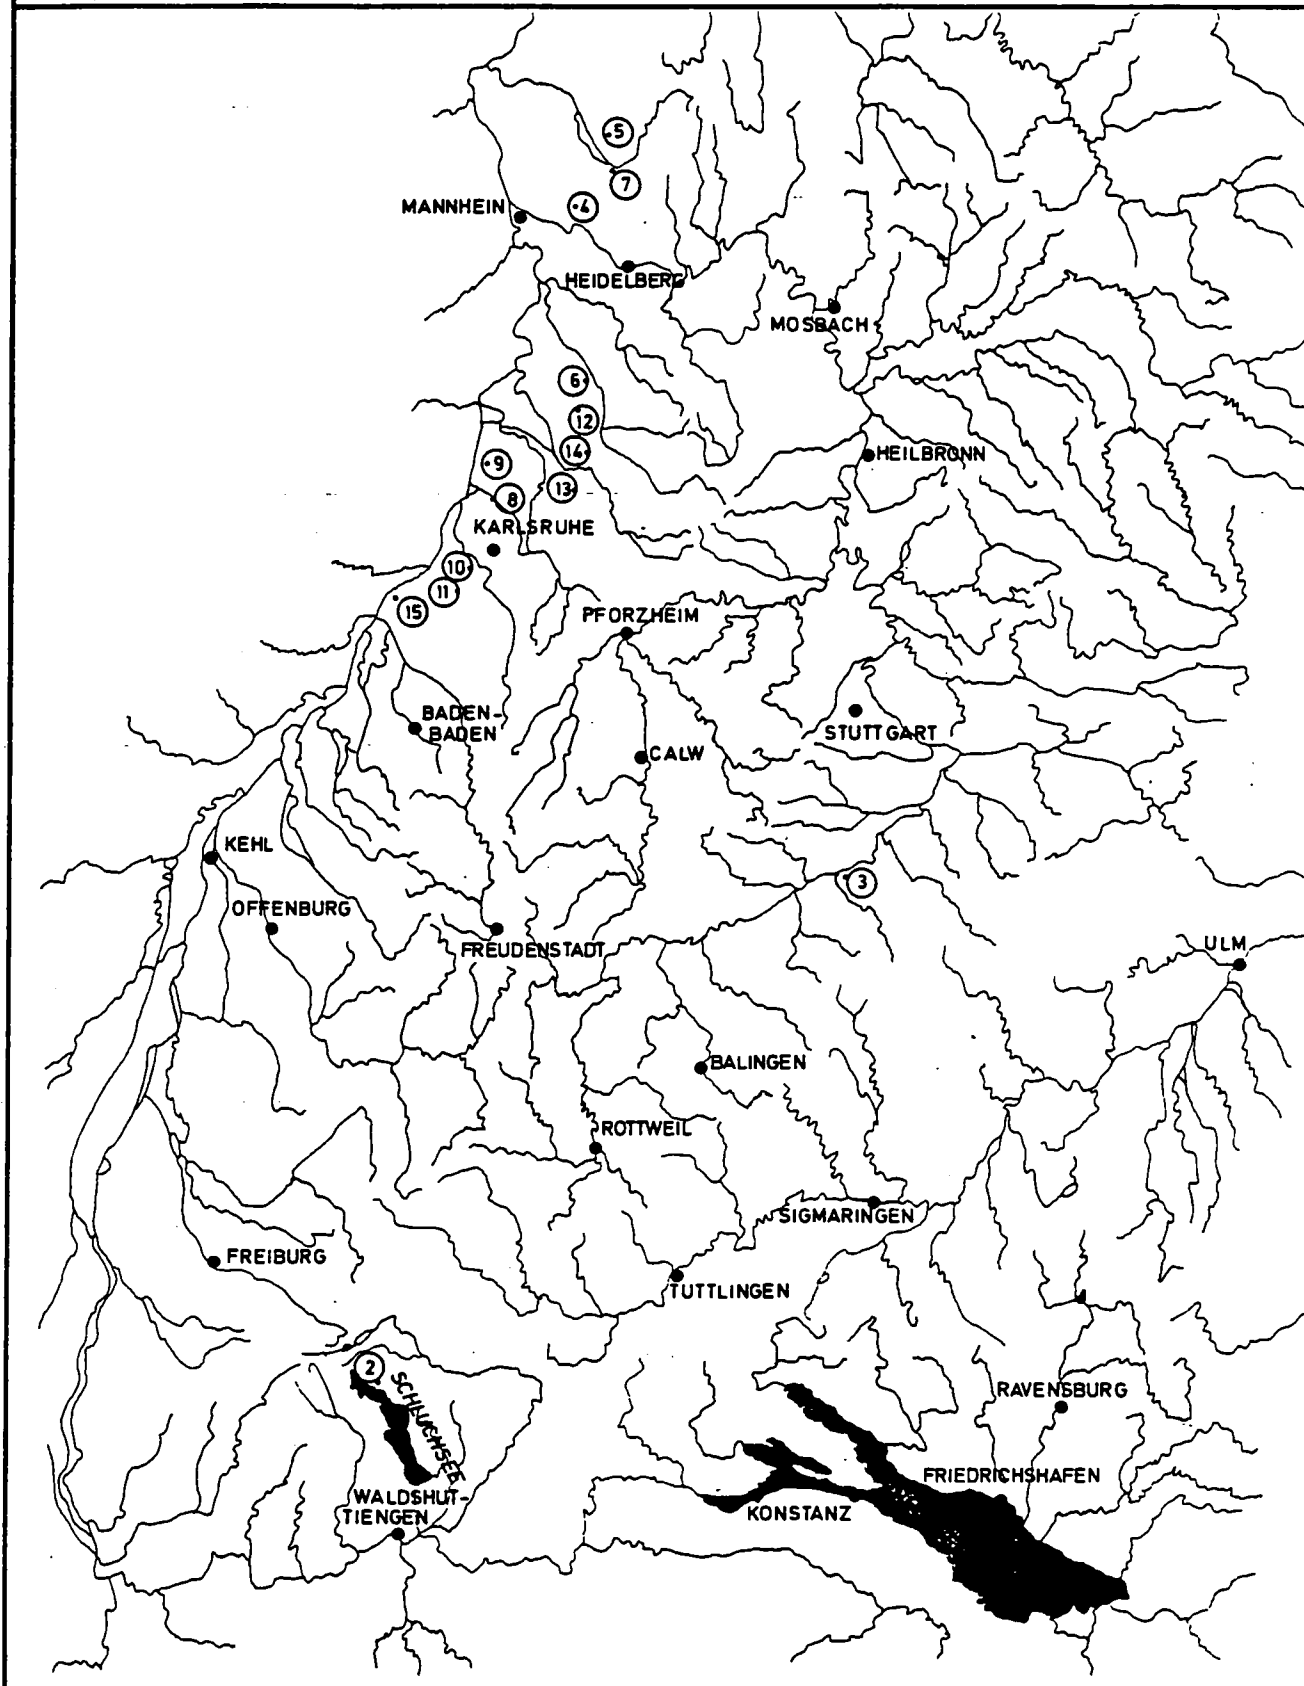 5
7
4
MANNHEIN
HEIDELBERG
MOSBACH
6
12
14
HEILBRONN
9
13
8
KARLSRUHE
10
11
15
PFORZHEIM
BADEN-
BADEN
STUTTGART
CALW
KEHL
3
OFFENBURG
FREUDENSTADT
ULM
BALINGEN
ROTTWEIL
SIGMARINGEN
FREIBURG
TUTTLINGEN
2
SCHLUCHSEE
RAVENSBURG
FRIEDRICHSHAFEN
WALDSHUT-
TIENGEN
KONSTANZ